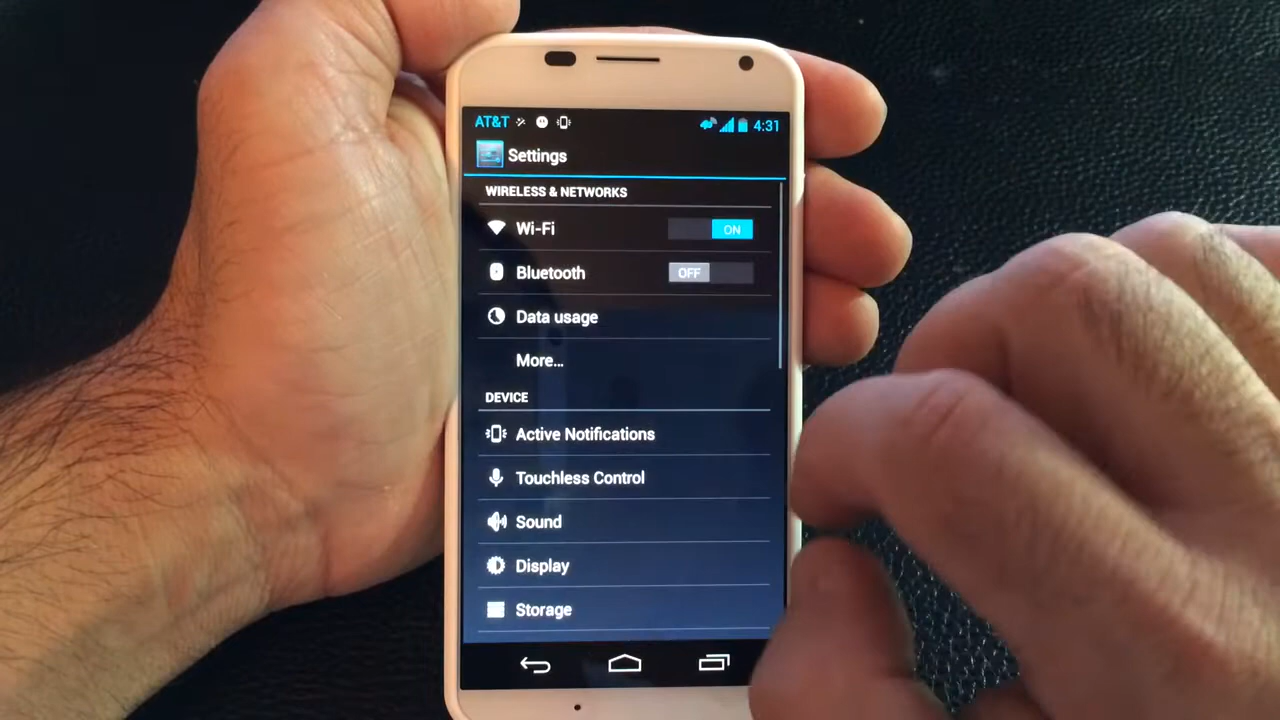 AT&T 4:31
Settings
WIRELESS & NETWORKS
Wi-Fi ON
Bluetooth OFF
Data usage
More...
DEVICE
Active Notifications
Touchless Control
Sound
Display
Storage